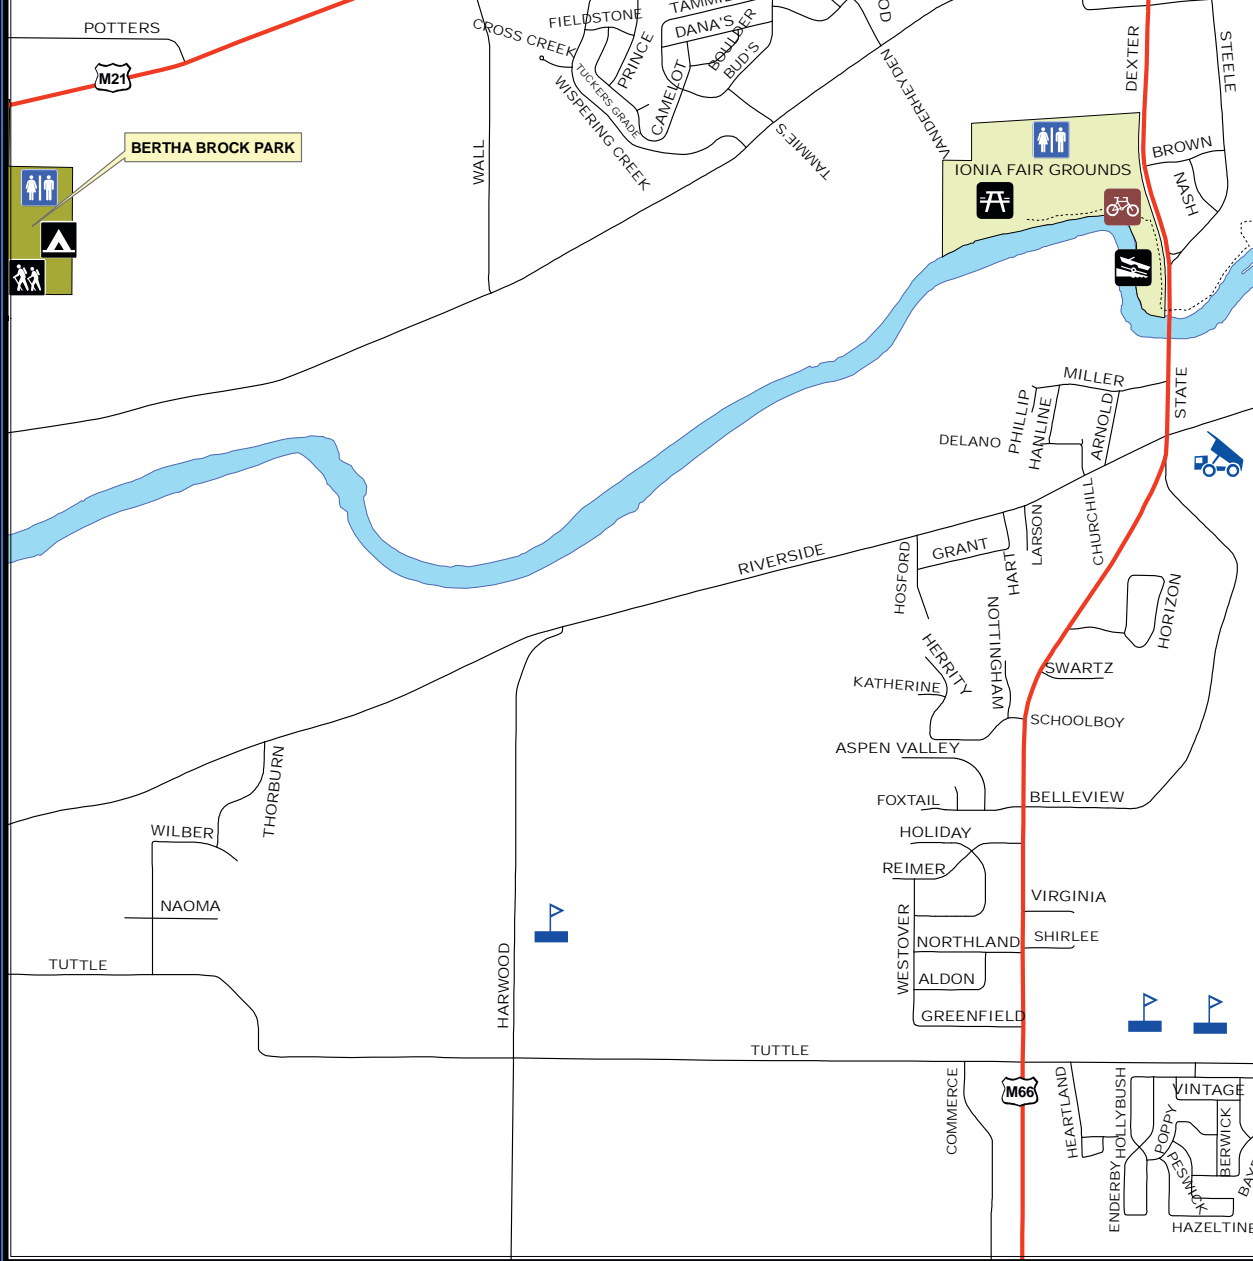 POTTERS
M21
BERTHA BROCK PARK
WALL
CROSS CREEK
FIELDSTONE
PRINCE
TUCKERS GRADE
WISPERING CREEK
CAMELOT
TAMMIE
DANA'S
BOULDER
BUD'S
TAMMIE'S
OD
VANDERHEYDEN
DEXTER
STEELE
BROWN
NASH
IONIA FAIR GROUNDS
MILLER
STATE
PHILLIP
HANLINE
ARNOLD
DELANO
CHURCHILL
LARSON
RIVERSIDE
HOSFORD
GRANT
HART
NOTTINGHAM
HORIZON
HERRITY
KATHERINE
SWARTZ
SCHOOLBOY
ASPEN VALLEY
FOXTAIL
BELLEVIEW
HOLIDAY
REIMER
VIRGINIA
WESTOVER
NORTHLAND
SHIRLEE
ALDON
GREENFIELD
THORBURN
WILBER
NAOMA
TUTTLE
HARWOOD
TUTTLE
COMMERCE
M66
HEARTLAND
HOLLYBUSH
VINTAGE
POPPY
BERWICK
PESWICK
ENDERBY
HAZELTINE